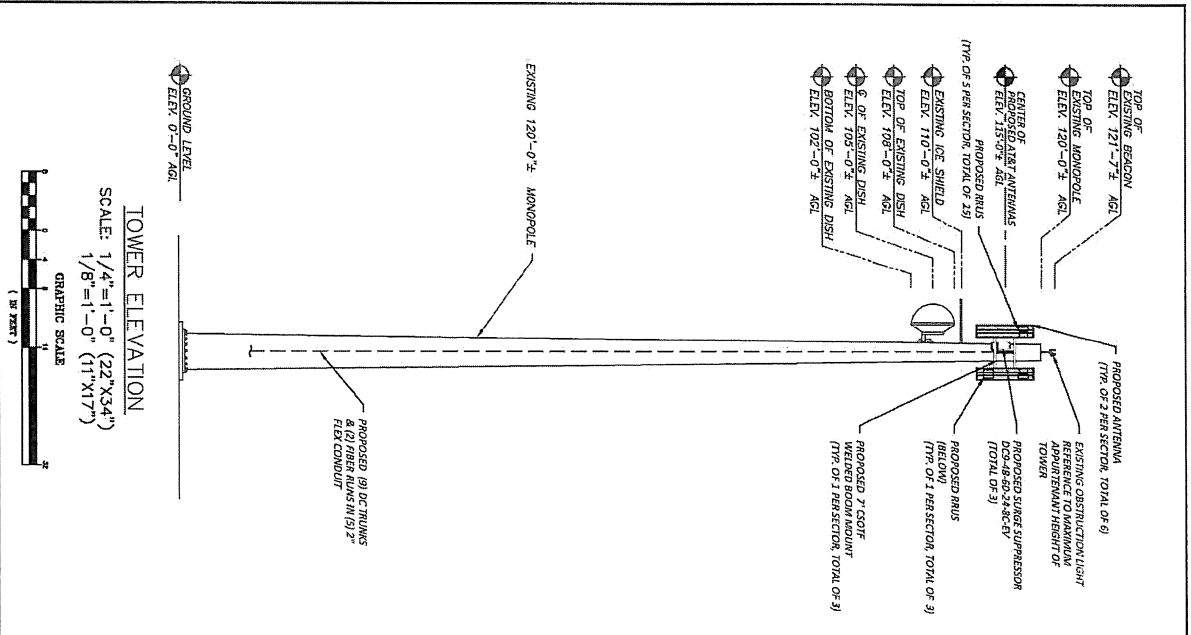 TOP OF
EXISTING BEACON
ELEV. 121'-7"± AGL
TOP OF
EXISTING MONOPOLE
ELEV. 120'-0"± AGL
CENTER OF
PROPOSED AT&T ANTENNAS
ELEV. 115'-0"± AGL
PROPOSED RRUS
(TYP. OF 5 PER SECTOR, TOTAL OF 15)
EXISTING ICE SHIELD
ELEV. 110'-0"± AGL
TOP OF EXISTING DISH
ELEV. 108'-0"± AGL
℄ OF EXISTING DISH
ELEV. 105'-0"± AGL
BOTTOM OF EXISTING DISH
ELEV. 102'-0"± AGL
EXISTING 120'-0"± MONOPOLE
GROUND LEVEL
ELEV. 0'-0" AGL
PROPOSED ANTENNA
(TYP. OF 2 PER SECTOR, TOTAL OF 6)
EXISTING OBSTRUCTION LIGHT
REFERENCE TO MAXIMUM
APPURTENANT HEIGHT OF
TOWER
PROPOSED SURGE SUPPRESSOR
DC9-48-60-24-8C-EV
(TOTAL OF 3)
PROPOSED RRUS
(BELOW)
(TYP. OF 1 PER SECTOR, TOTAL OF 3)
PROPOSED 7' CSOTF
WELDED BOOM MOUNT
(TYP. OF 1 PER SECTOR, TOTAL OF 3)
PROPOSED (9) DC TRUNKS
& (2) FIBER RUNS IN (5) 2"
FLEX CONDUIT
TOWER ELEVATION
SCALE: 1/4"=1'-0" (22"X34")
1/8"=1'-0" (11"X17")
GRAPHIC SCALE
( IN FEET )